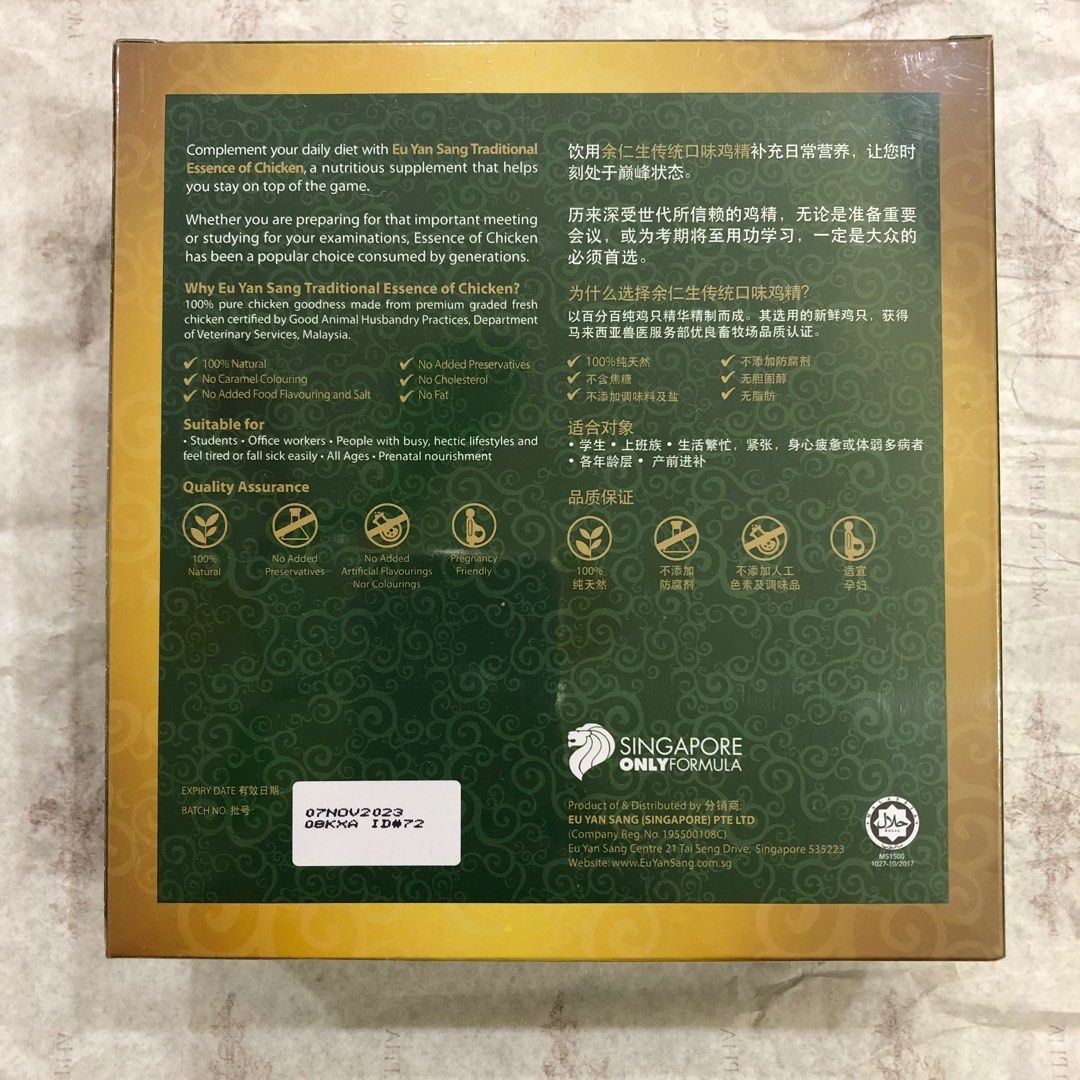 Complement your daily diet with Eu Yan Sang Traditional
Essence of Chicken, a nutritious supplement that helps
you stay on top of the game.
Whether you are preparing for that important meeting
or studying for your examinations, Essence of Chicken
has been a popular choice consumed by generations.
Why Eu Yan Sang Traditional Essence of Chicken?
100% pure chicken goodness made from premium graded fresh
chicken certified by Good Animal Husbandry Practices, Department
of Veterinary Services, Malaysia.
100% Natural
No Caramel Colouring
No Added Food Flavouring and Salt
No Added Preservatives
No Cholesterol
No Fat
Suitable for
• Students • Office workers • People with busy, hectic lifestyles and
feel tired or fall sick easily • All Ages • Prenatal nourishment
Quality Assurance
100%
Natural
No Added
Preservatives
No Added
Artificial Flavourings
Nor Colourings
Pregnancy
Friendly
饮用余仁生传统口味鸡精补充日常营养，让您时
刻处于巅峰状态。
历来深受世代所信赖的鸡精，无论是准备重要
会议，或为考期将至用功学习，一定是大众的
必须首选。
为什么选择余仁生传统口味鸡精?
以百分百纯鸡只精华精制而成。其选用的新鲜鸡只，获得
马来西亚兽医服务部优良畜牧场品质认证。
100%纯天然
不含焦糖
不添加调味料及盐
不添加防腐剂
无胆固醇
无脂肪
适合对象
• 学生 • 上班族 • 生活繁忙，紧张，身心疲惫或体弱多病者
• 各年龄层 • 产前进补
品质保证
100%
纯天然
不添加
防腐剂
不添加人工
色素及调味品
适宜
孕妇
SINGAPORE
ONLYFORMULA
EXPIRY DATE 有效日期:
BATCH NO. 批号:
07NOV2023
08KXA ID#72
Product of & Distributed by 分销商:
EU YAN SANG (SINGAPORE) PTE LTD
(Company Reg. No. 195500108C)
Eu Yan Sang Centre 21 Tai Seng Drive, Singapore 535223
Website: www.EuYanSang.com.sg
حلال
MS1500
1027-10/2017